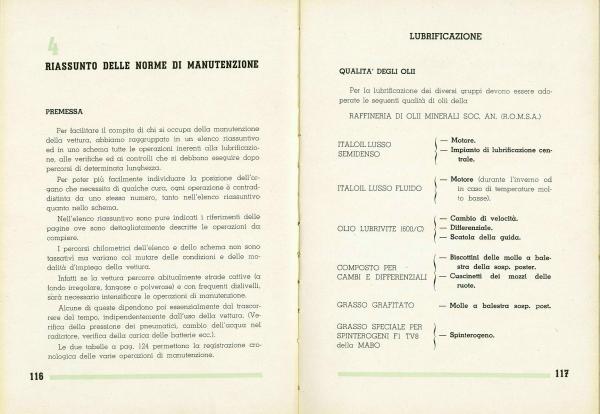 4
RIASSUNTO DELLE NORME DI MANUTENZIONE
PREMESSA
Per facilitare il compito di chi si occupa della manutenzione
della vettura, abbiamo raggruppato in un elenco riassuntivo
ed in uno schema tutte le operazioni inerenti alla lubrificazio-
ne, alle verifiche ed ai controlli che si debbono eseguire dopo
percorsi di determinata lunghezza.
Per poter più facilmente individuare la posizione dell'or-
gano che necessita di qualche cura, ogni operazione è contrad-
distinta da uno stesso numero, tanto nell'elenco riassuntivo
quanto nello schema.
Nell'elenco riassuntivo sono pure indicati i riferimenti delle
pagine ove sono dettagliatamente descritte le operazioni da
compiere.
I percorsi chilometrici dell'elenco e dello schema non sono
tassativi ma variano col mutare delle condizioni e delle mo-
dalità d'impiego della vettura.
Infatti se la vettura percorre abitualmente strade cattive (a
fondo irregolare, fangose o polverose) e con frequenti dislivelli,
sarà necessario intensificare le operazioni di manutenzione.
Alcune di queste dipendono poi essenzialmente dal trascor-
rere del tempo, indipendentemente dall'uso della vettura. (Ve-
rifica della pressione dei pneumatici, cambio dell'acqua nel
radiatore, verifica della carica delle batterie ecc.).
Le due tabelle a pag. 124 permettono la registrazione cro-
nologica delle varie operazioni di manutenzione.
116
LUBRIFICAZIONE
QUALITA' DEGLI OLII
Per la lubrificazione dei diversi gruppi devono essere ado-
perate le seguenti qualità di olii della
RAFFINERIA DI OLII MINERALI SOC. AN. (R.O.M.S.A.)
ITALOIL LUSSO
SEMIDENSO
— Motore.
— Impianto di lubrificazione cen-
trale.
ITALOIL LUSSO FLUIDO
— Motore (durante l'inverno od
in caso di temperature mol-
to basse).
OLIO LUBRIVITE 1600/C)
— Cambio di velocità.
— Differenziale.
— Scatola della guida.
COMPOSTO PER
CAMBI E DIFFERENZIALI
— Biscottini delle molle a bale-
stra della sosp. poster.
— Cuscinetti dei mozzi delle
ruote.
GRASSO GRAFITATO
— Molle a balestra sosp. post.
GRASSO SPECIALE PER
SPINTEROGENI F1 TV8
della MABO
— Spinterogeno.
117